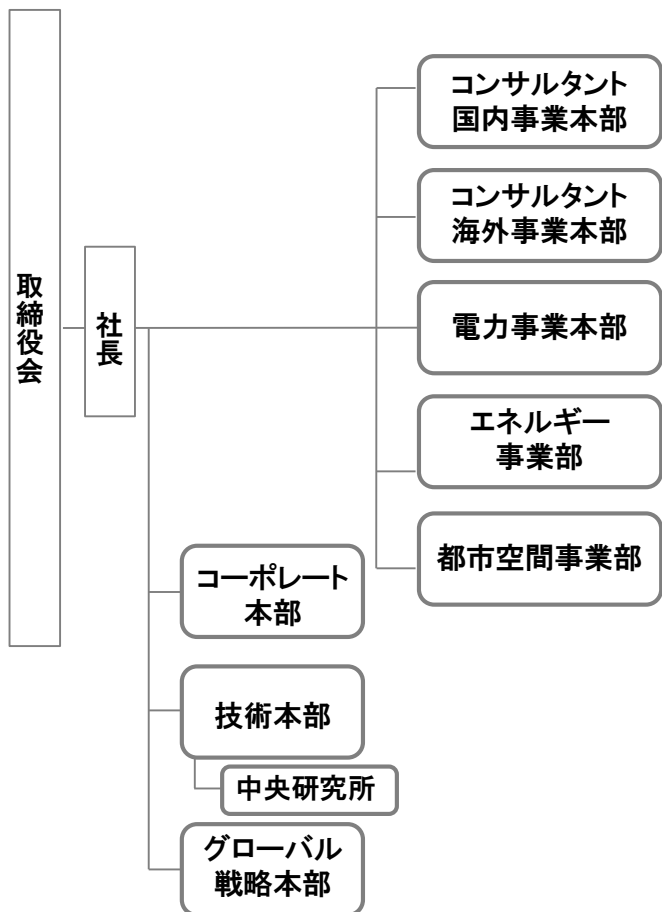 取締役会
社長
コンサルタント
国内事業本部
コンサルタント
海外事業本部
電力事業本部
エネルギー
事業部
都市空間事業部
コーポレート
本部
技術本部
中央研究所
グローバル
戦略本部